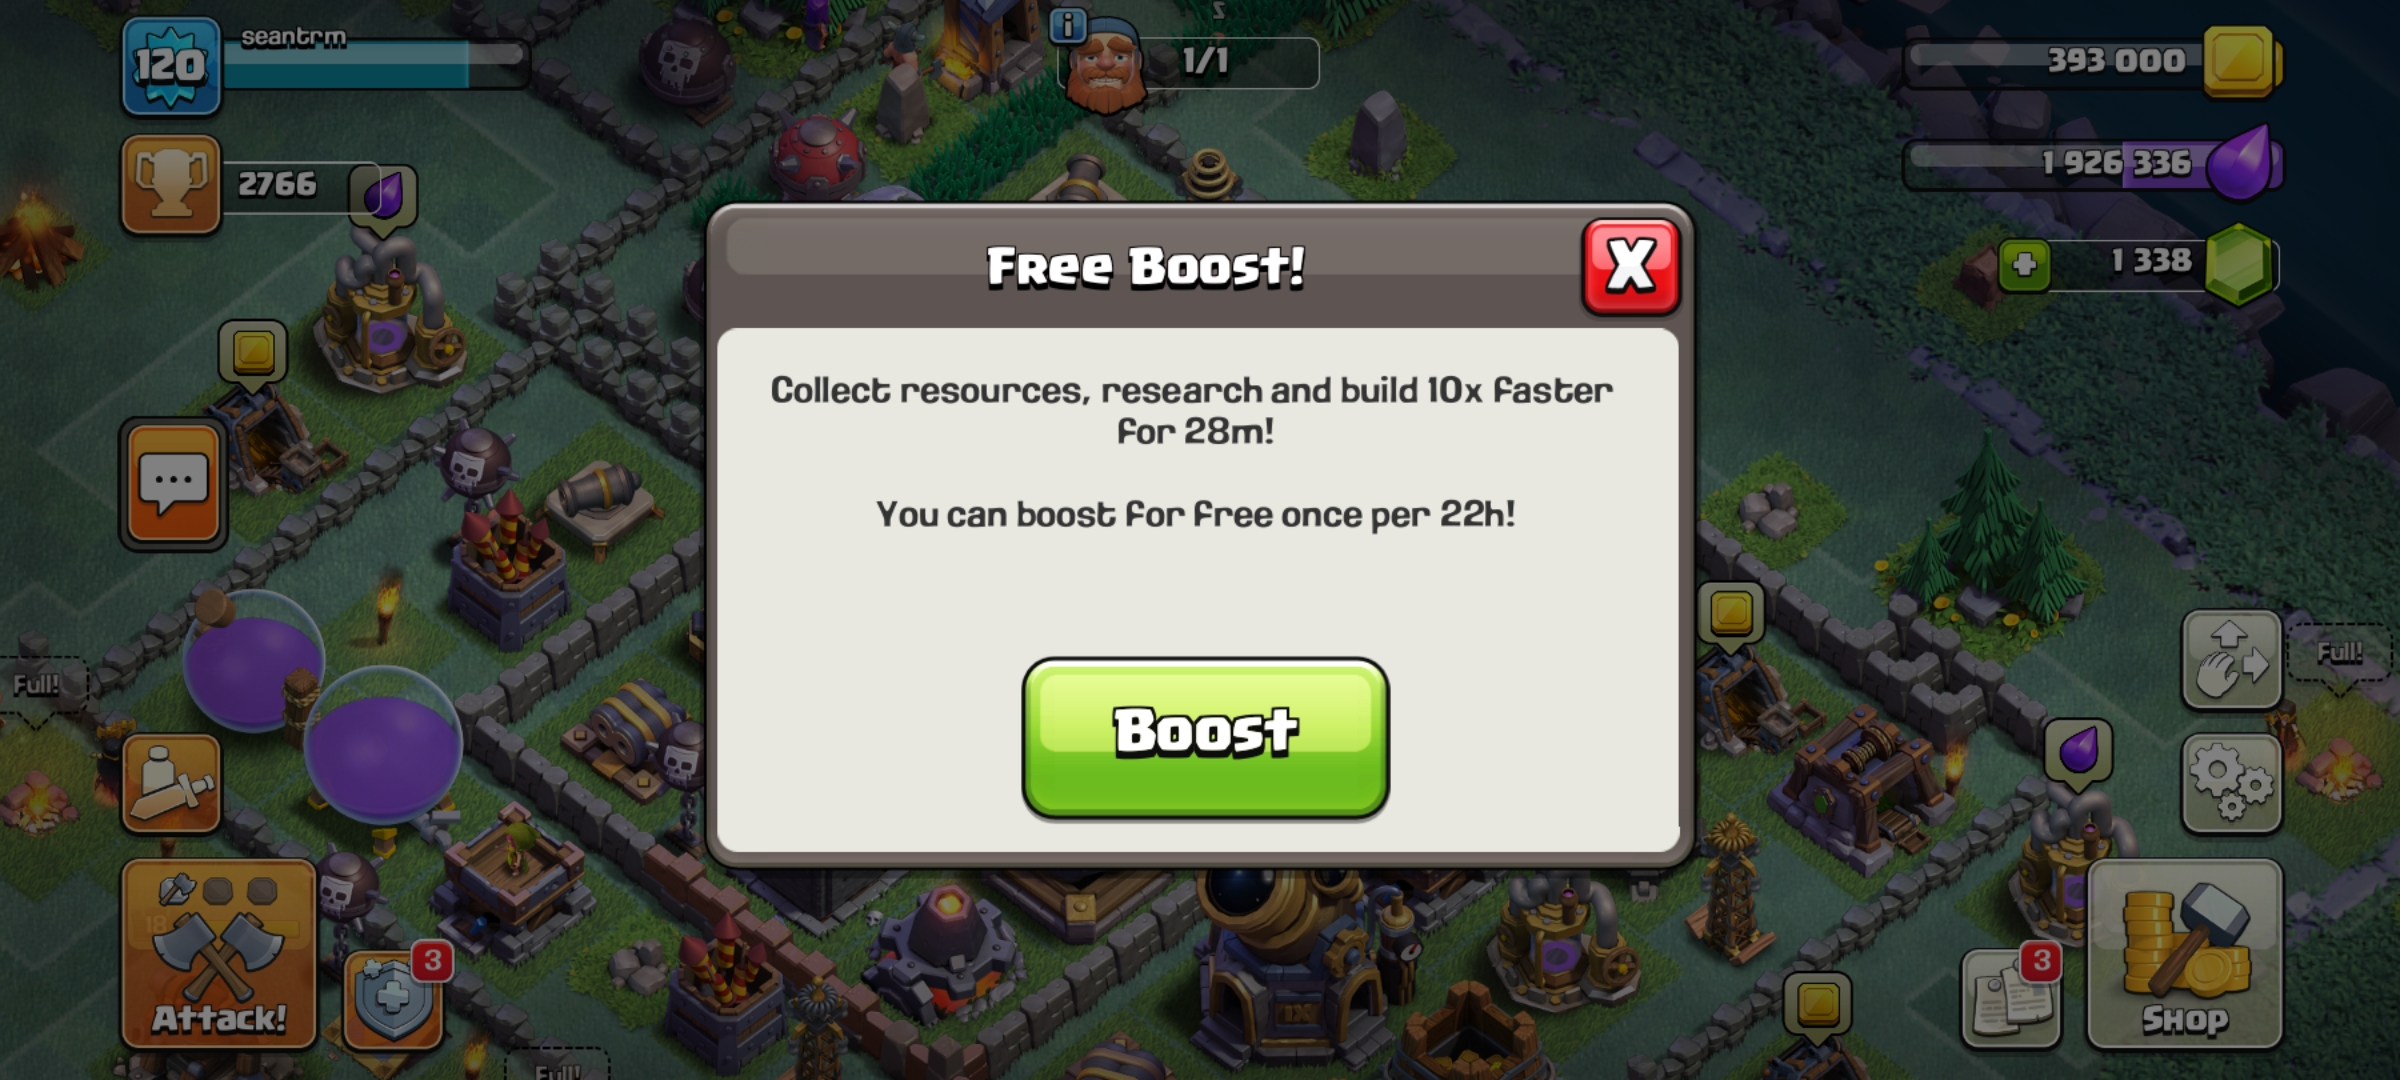 120
seantrm
1/1
393 000
2766
1 926 336
1 338
Free Boost!
X
Collect resources, research and build 10x faster
for 28m!
You can boost for free once per 22h!
Boost
Full!
Full!
Attack!
3
3
Shop
IX
Full!